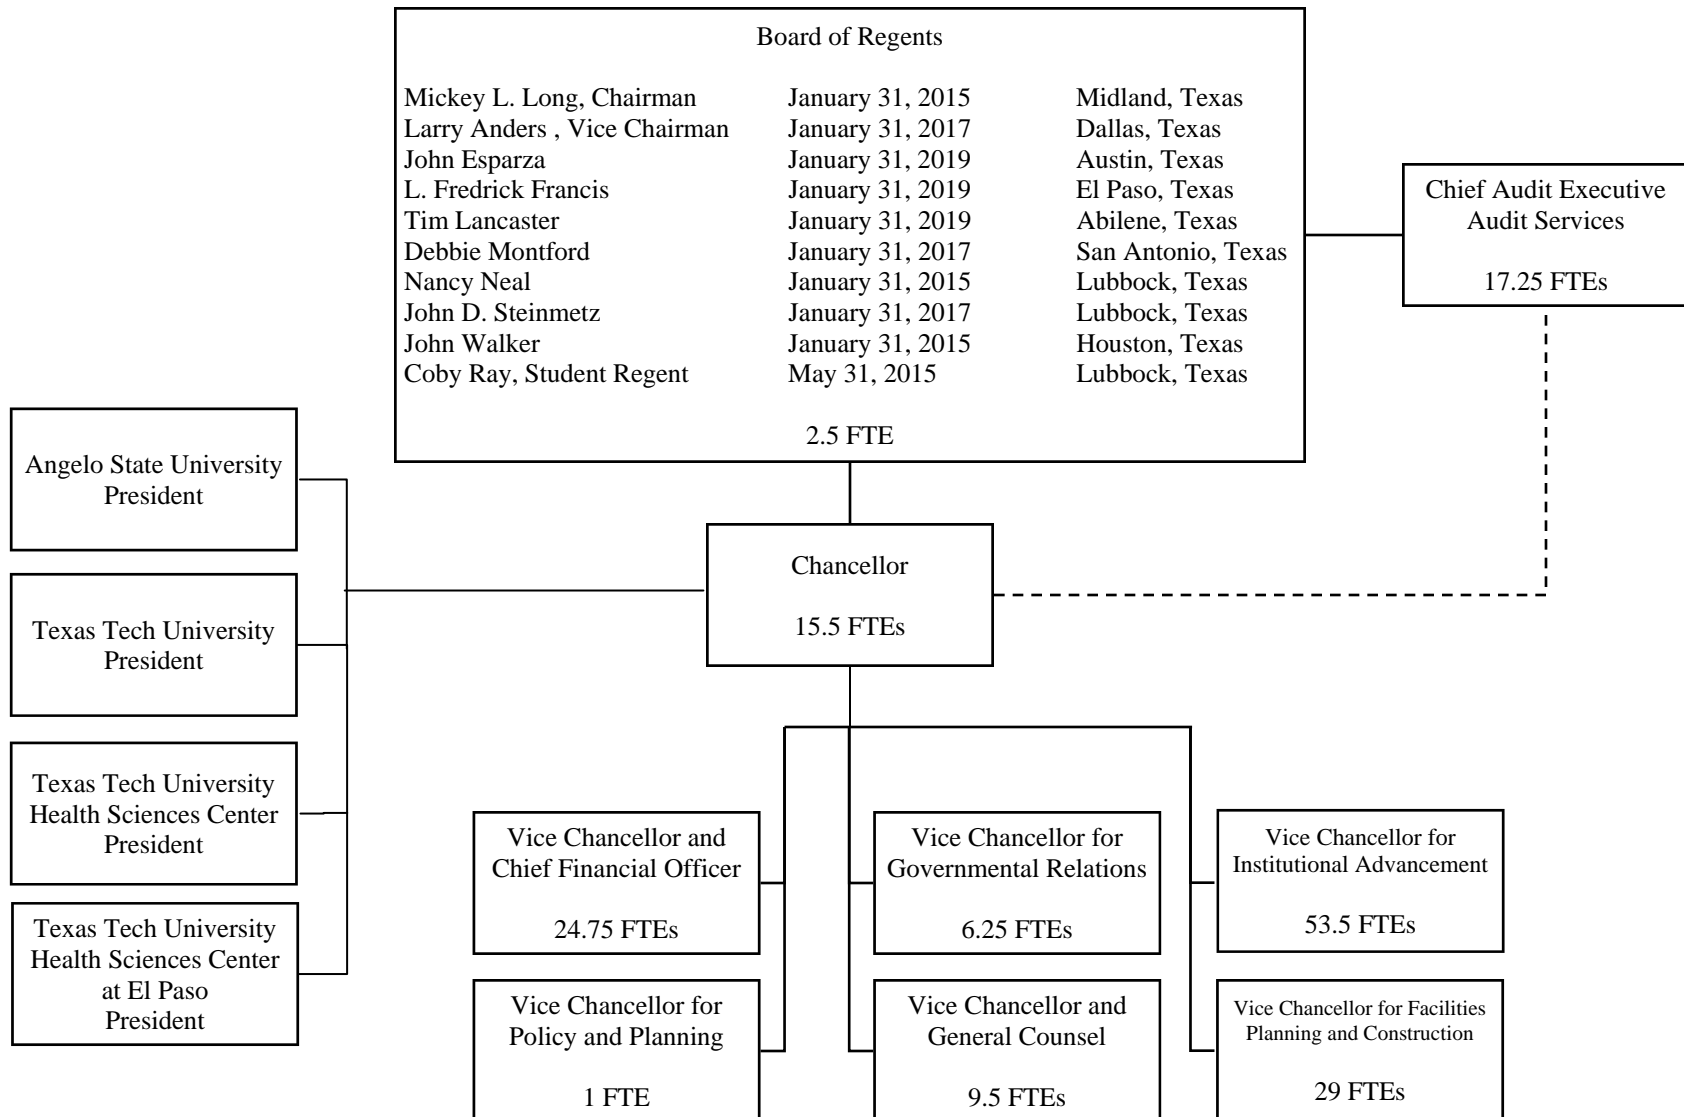 Board of Regents
Mickey L. Long, Chairman January 31, 2015 Midland, Texas
Larry Anders , Vice Chairman January 31, 2017 Dallas, Texas
John Esparza January 31, 2019 Austin, Texas
L. Fredrick Francis January 31, 2019 El Paso, Texas
Tim Lancaster January 31, 2019 Abilene, Texas
Debbie Montford January 31, 2017 San Antonio, Texas
Nancy Neal January 31, 2015 Lubbock, Texas
John D. Steinmetz January 31, 2017 Lubbock, Texas
John Walker January 31, 2015 Houston, Texas
Coby Ray, Student Regent May 31, 2015 Lubbock, Texas
2.5 FTE
Chief Audit Executive
Audit Services
17.25 FTEs
Angelo State University
President
Texas Tech University
President
Texas Tech University
Health Sciences Center
President
Texas Tech University
Health Sciences Center
at El Paso
President
Chancellor
15.5 FTEs
Vice Chancellor and
Chief Financial Officer
24.75 FTEs
Vice Chancellor for
Governmental Relations
6.25 FTEs
Vice Chancellor for
Institutional Advancement
53.5 FTEs
Vice Chancellor for
Policy and Planning
1 FTE
Vice Chancellor and
General Counsel
9.5 FTEs
Vice Chancellor for Facilities
Planning and Construction
29 FTEs